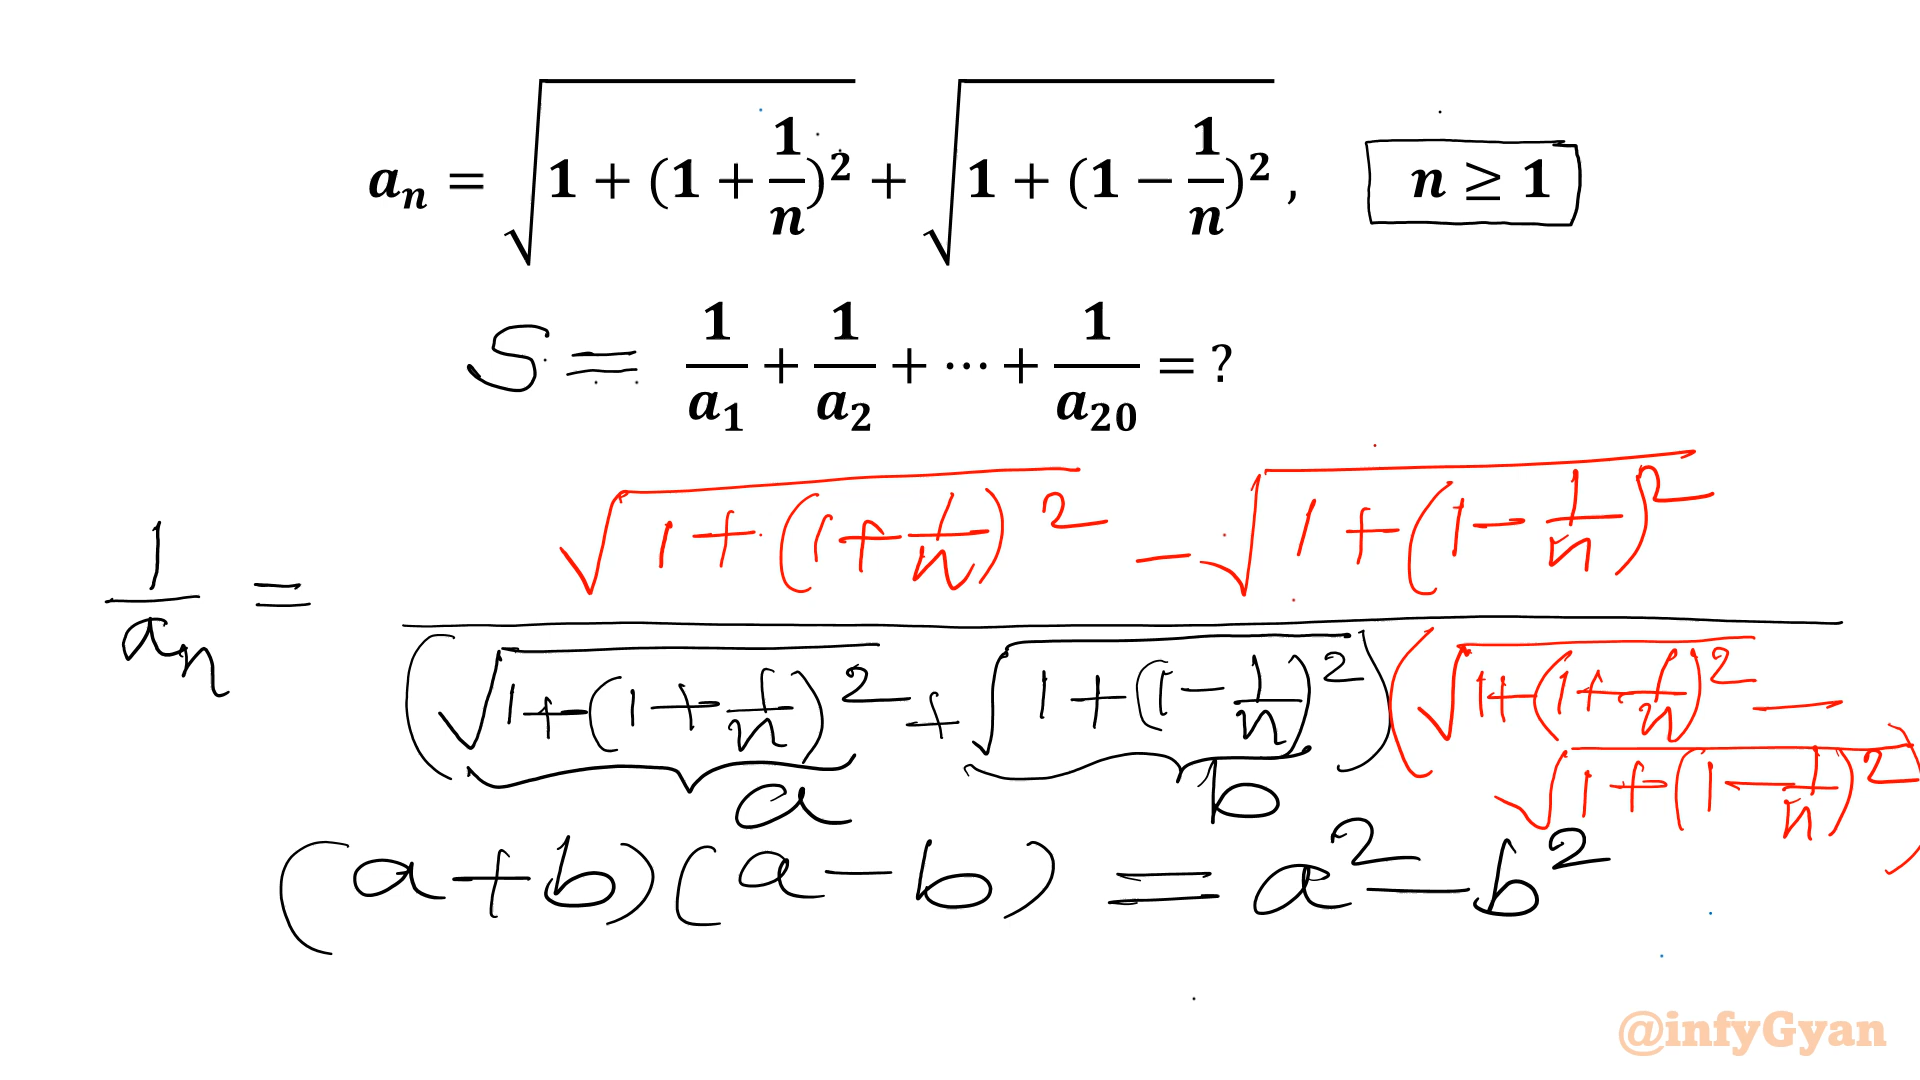 aₙ = √(1 + (1 + 1/n)²) + √(1 + (1 − 1/n)²) , n ≥ 1
S = 1/a₁ + 1/a₂ + ⋯ + 1/a₂₀ = ?
1/aₙ = (√(1 + (1 + 1/n)²) − √(1 + (1 − 1/n)²)) / ((√(1 + (1 + 1/n)²) + √(1 + (1 − 1/n)²)) (√(1 + (1 + 1/n)²) − √(1 + (1 − 1/n)²)))
a b
(a + b)(a − b) = a² − b²
@infyGyan